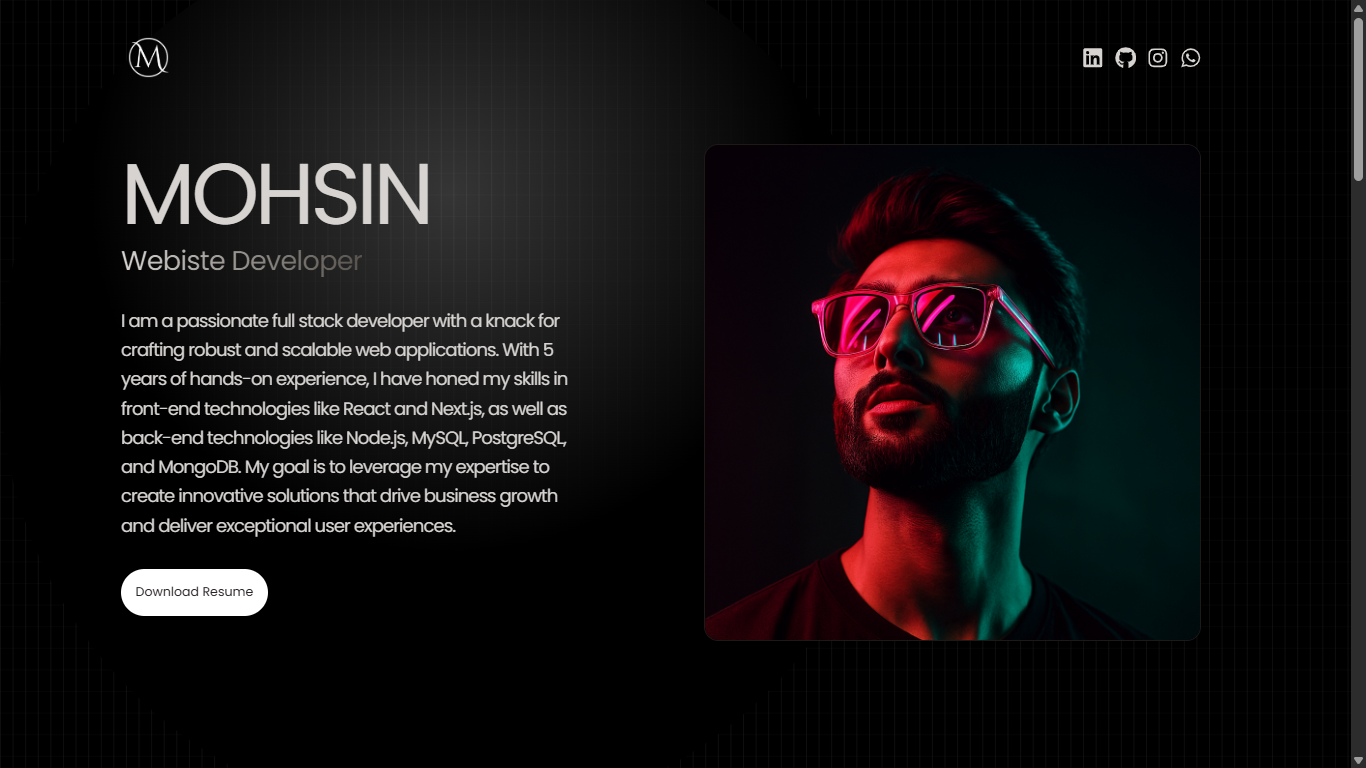 M
MOHSIN
Webiste Developer
I am a passionate full stack developer with a knack for
crafting robust and scalable web applications. With 5
years of hands-on experience, I have honed my skills in
front-end technologies like React and Next.js, as well as
back-end technologies like Node.js, MySQL, PostgreSQL,
and MongoDB. My goal is to leverage my expertise to
create innovative solutions that drive business growth
and deliver exceptional user experiences.
Download Resume